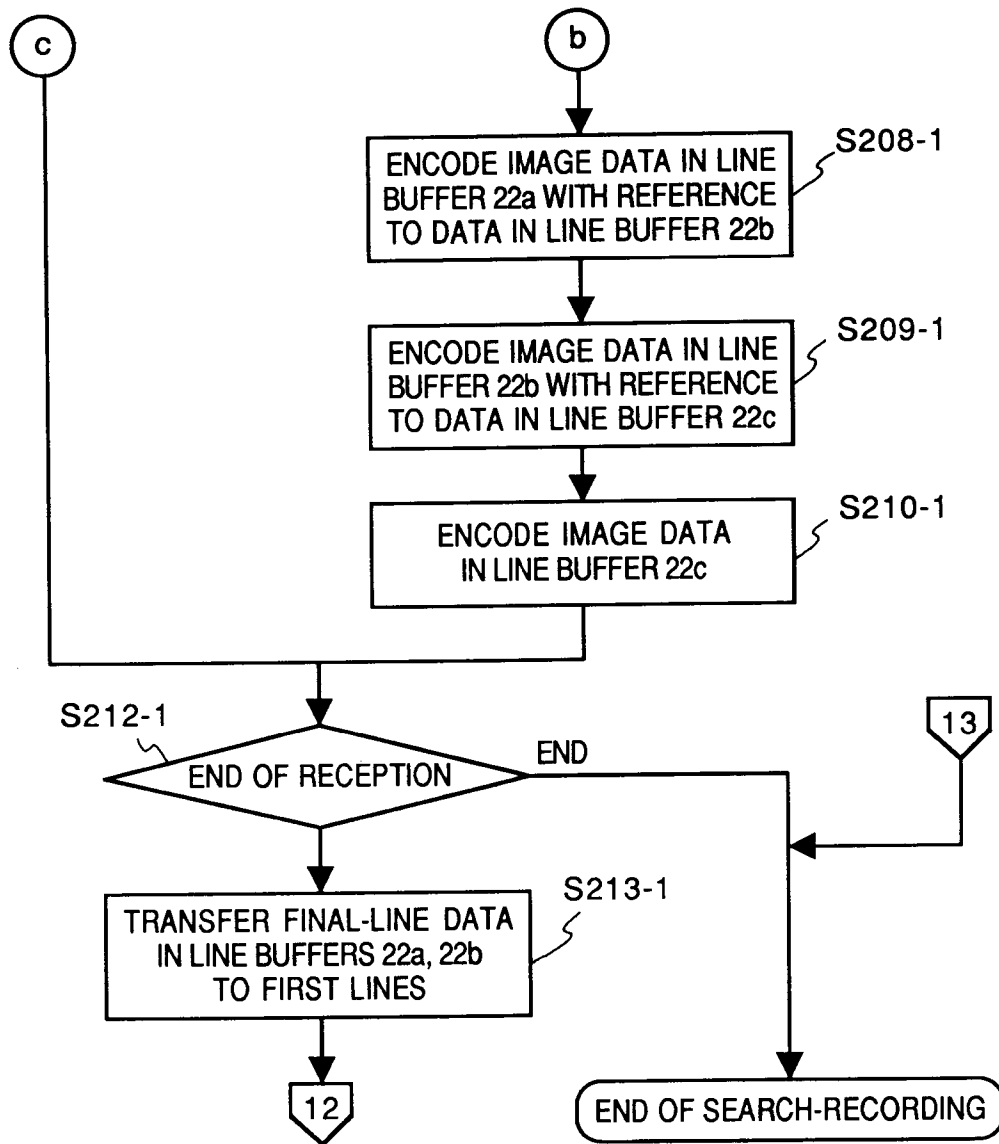 c
b
S208-1
ENCODE IMAGE DATA IN LINE
BUFFER 22a WITH REFERENCE
TO DATA IN LINE BUFFER 22b
S209-1
ENCODE IMAGE DATA IN LINE
BUFFER 22b WITH REFERENCE
TO DATA IN LINE BUFFER 22c
S210-1
ENCODE IMAGE DATA
IN LINE BUFFER 22c
S212-1
13
END OF RECEPTION
END
S213-1
TRANSFER FINAL-LINE DATA
IN LINE BUFFERS 22a, 22b
TO FIRST LINES
12
END OF SEARCH-RECORDING